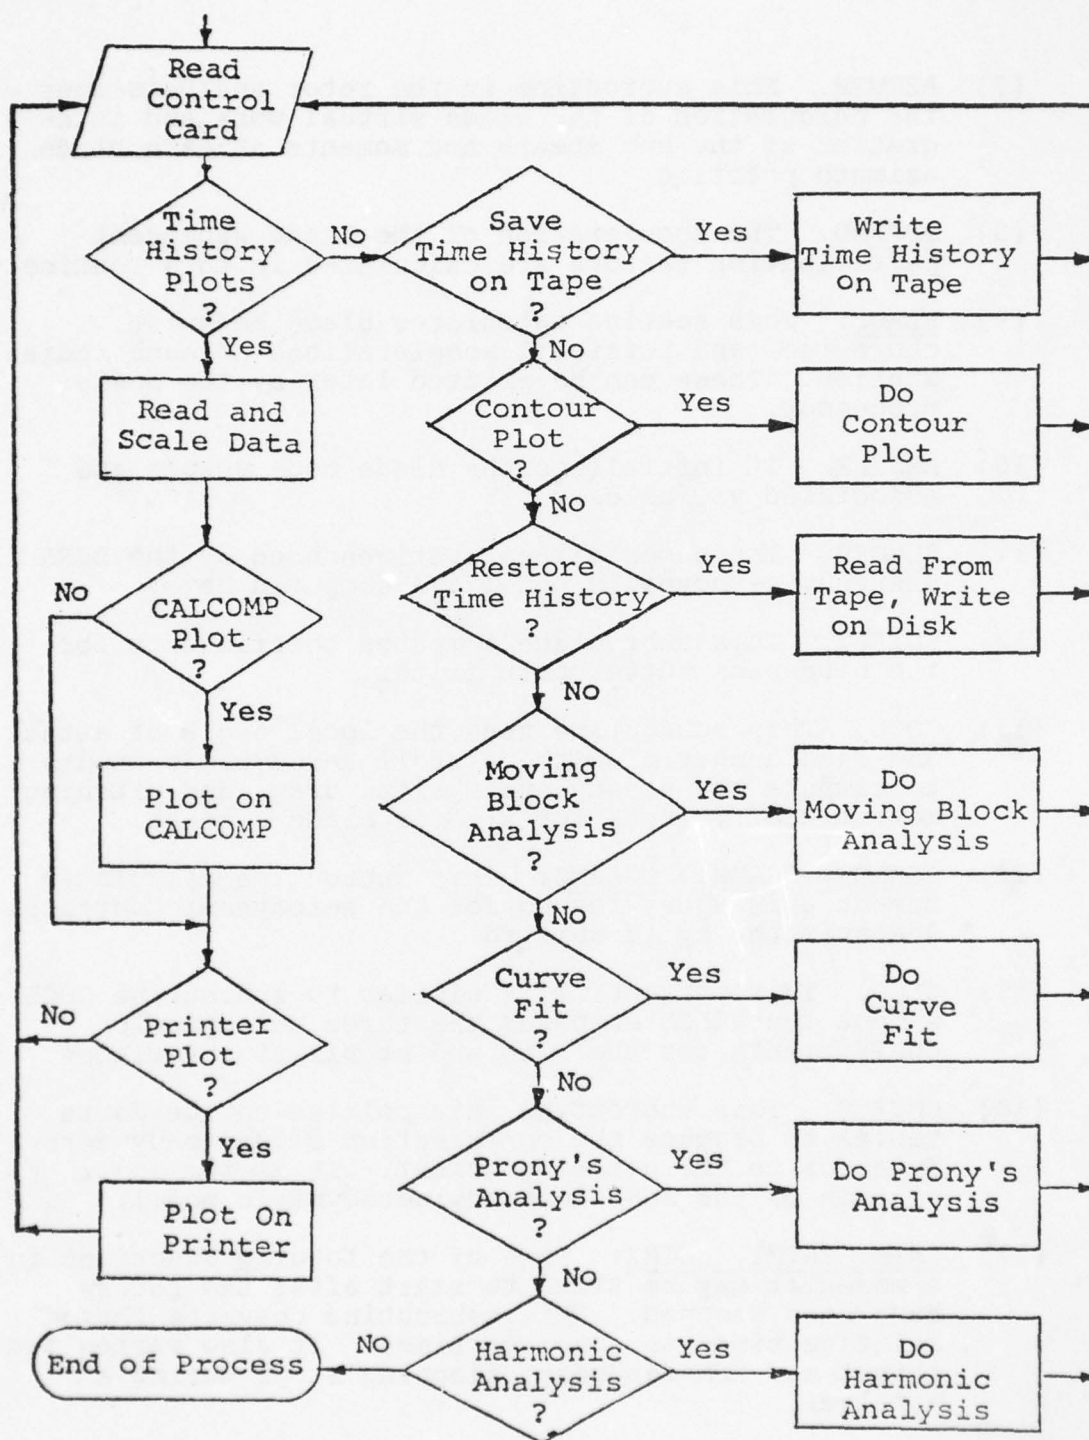 Read
Control
Card
Time
History
Plots
?
No
Yes
Save
Time History
on Tape
?
Yes
No
Write
Time History
on Tape
Read and
Scale Data
Contour
Plot
?
Yes
No
Do
Contour
Plot
CALCOMP
Plot
?
No
Yes
Restore
Time History
?
Yes
No
Read From
Tape, Write
on Disk
Plot on
CALCOMP
Moving
Block
Analysis
?
Yes
No
Do
Moving Block
Analysis
Printer
Plot
?
No
Yes
Curve
Fit
?
Yes
No
Do
Curve
Fit
Plot On
Printer
Prony's
Analysis
?
Yes
No
Do Prony's
Analysis
Harmonic
Analysis
?
Yes
No
Do
Harmonic
Analysis
End of Process